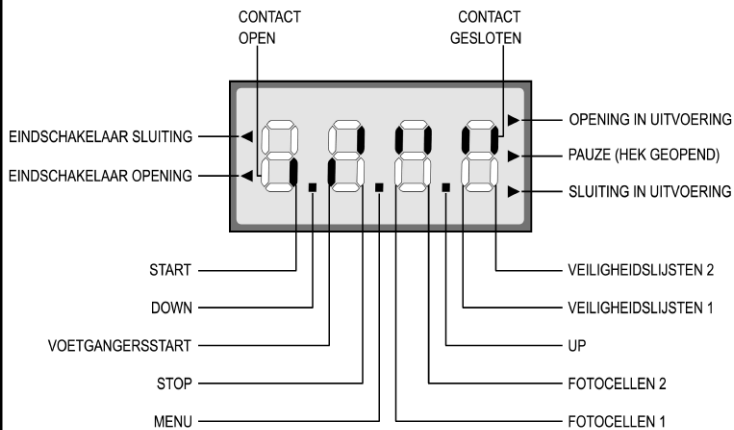 CONTACT
OPEN
CONTACT
GESLOTEN
EINDSCHAKELAAR SLUITING
EINDSCHAKELAAR OPENING
OPENING IN UITVOERING
PAUZE (HEK GEOPEND)
SLUITING IN UITVOERING
START
DOWN
VOETGANGERSSTART
STOP
MENU
VEILIGHEIDSLIJSTEN 2
VEILIGHEIDSLIJSTEN 1
UP
FOTOCELLEN 2
FOTOCELLEN 1